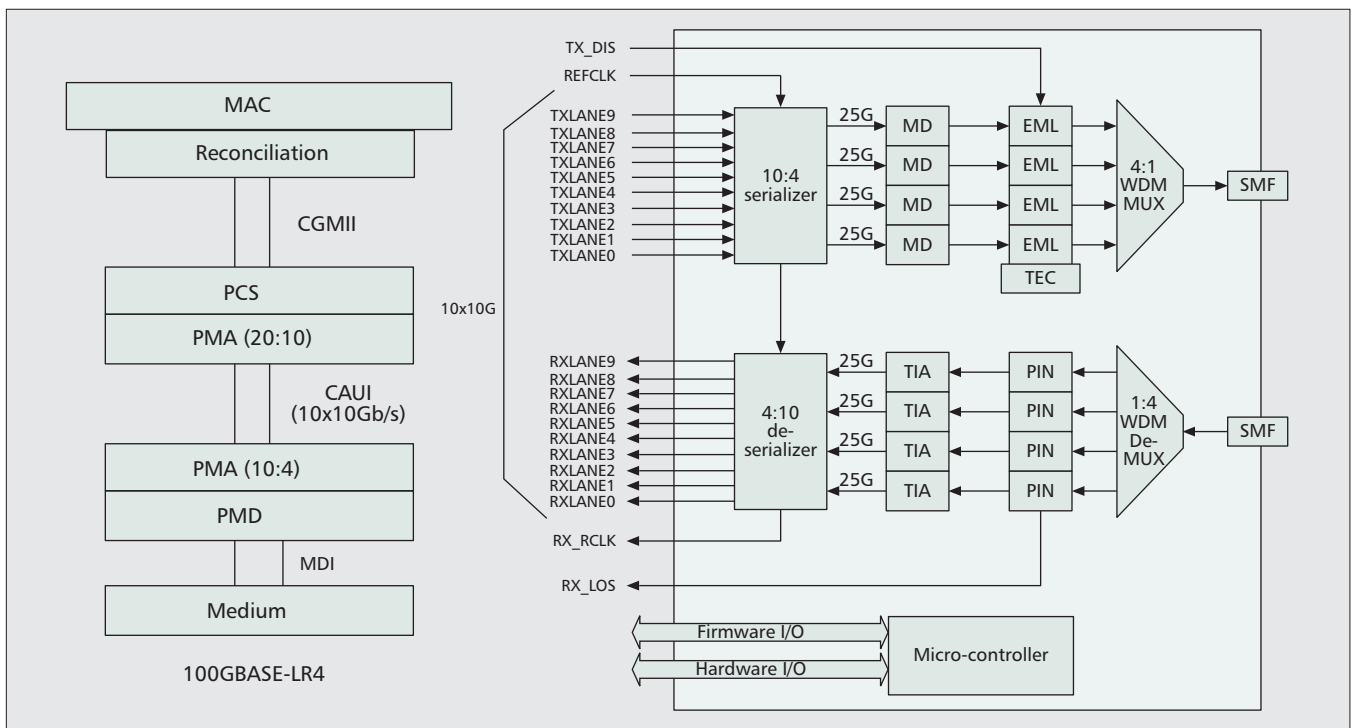 MAC
Reconciliation
CGMII
PCS
PMA (20:10)
CAUI
(10x10Gb/s)
PMA (10:4)
PMD
MDI
Medium
100GBASE-LR4
TX_DIS
REFCLK
TXLANE9
TXLANE8
TXLANE7
TXLANE6
TXLANE5
TXLANE4
TXLANE3
TXLANE2
TXLANE1
TXLANE0
10x10G
RXLANE9
RXLANE8
RXLANE7
RXLANE6
RXLANE5
RXLANE4
RXLANE3
RXLANE2
RXLANE1
RXLANE0
RX_RCLK
RX_LOS
10:4
serializer
25G
25G
25G
25G
MD
MD
MD
MD
EML
EML
EML
EML
TEC
4:1
WDM
MUX
SMF
4:10
de-
serializer
25G
25G
25G
25G
TIA
TIA
TIA
TIA
PIN
PIN
PIN
PIN
1:4
WDM
De-
MUX
SMF
Firmware I/O
Hardware I/O
Micro-controller